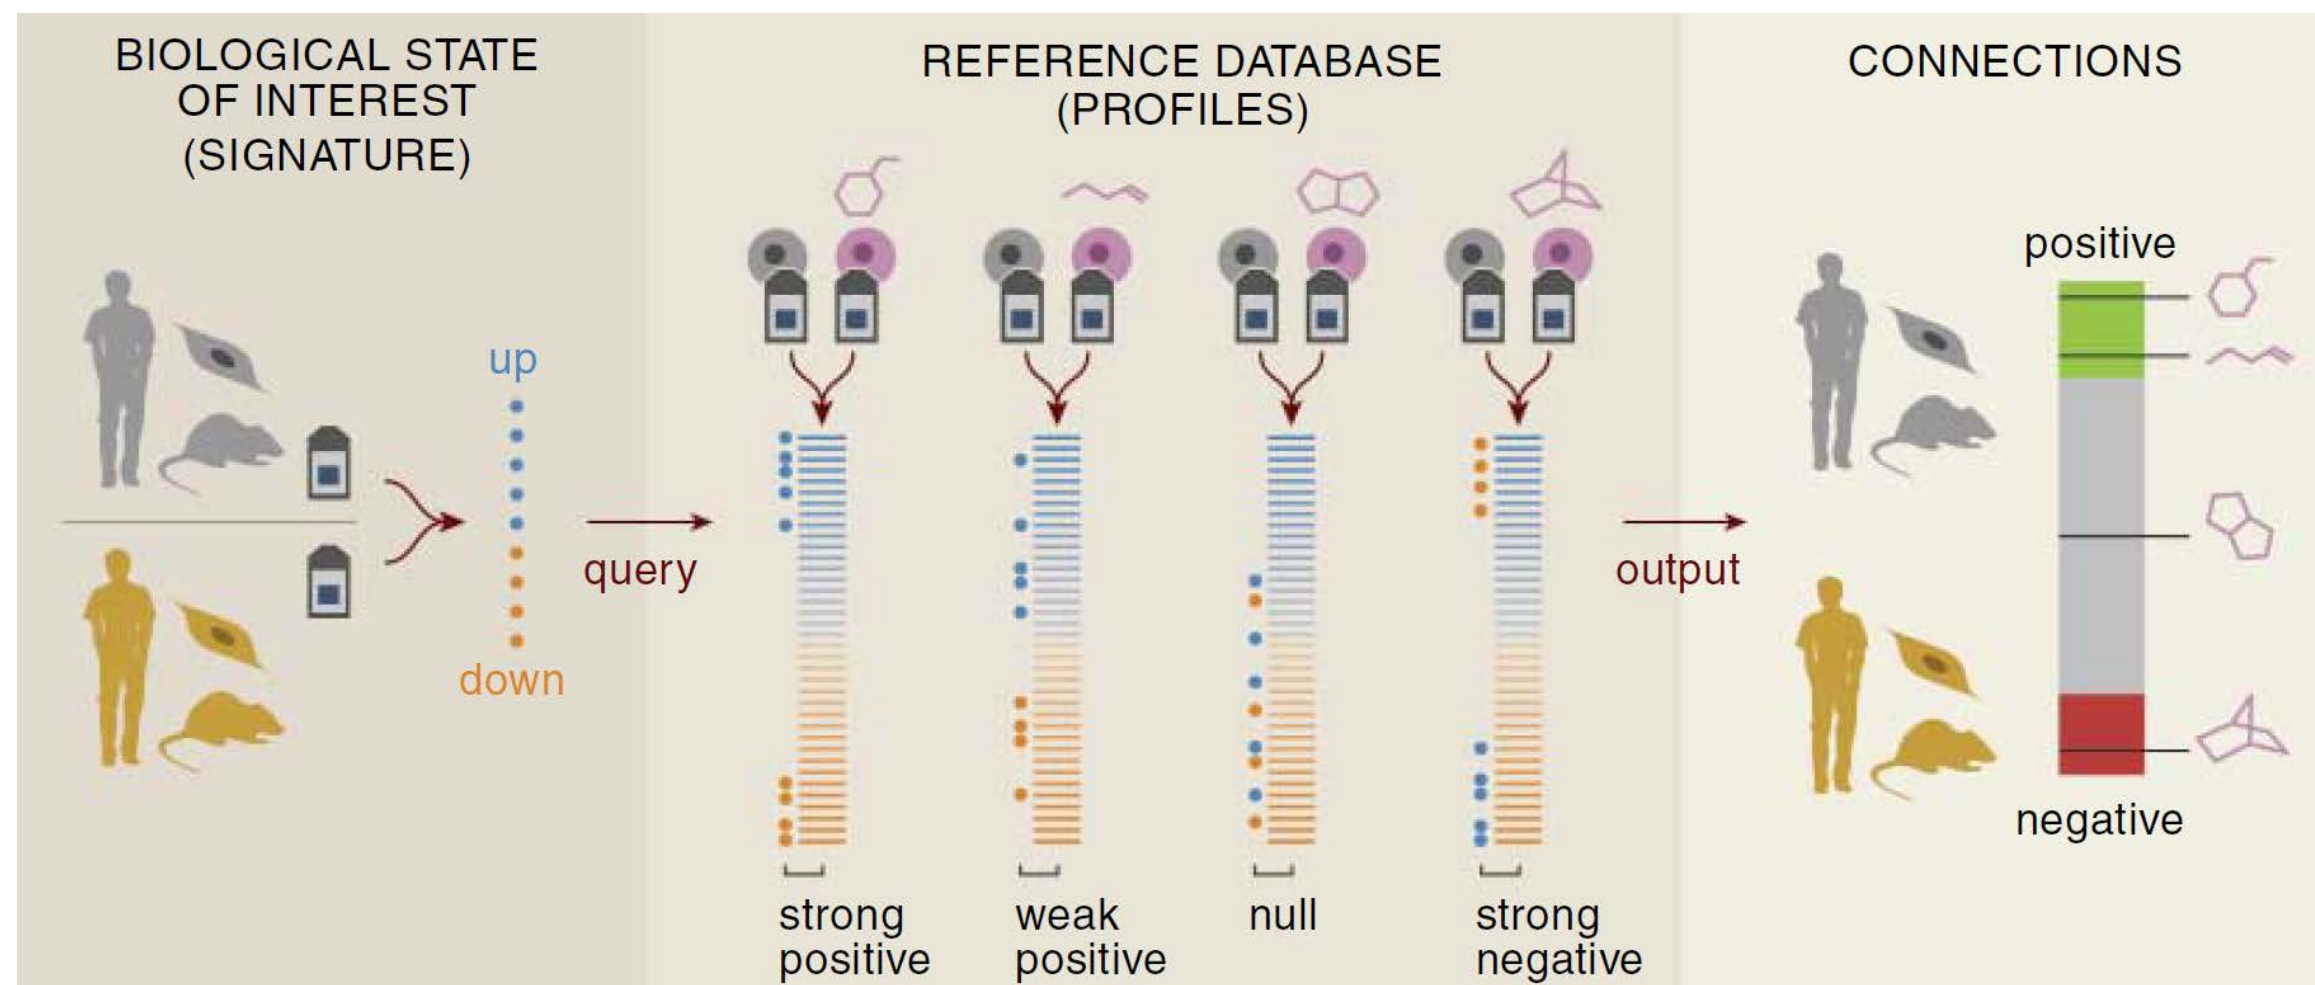 BIOLOGICAL STATE
OF INTEREST
(SIGNATURE)
up
down
query
REFERENCE DATABASE
(PROFILES)
strong
positive
weak
positive
null
strong
negative
output
CONNECTIONS
positive
negative